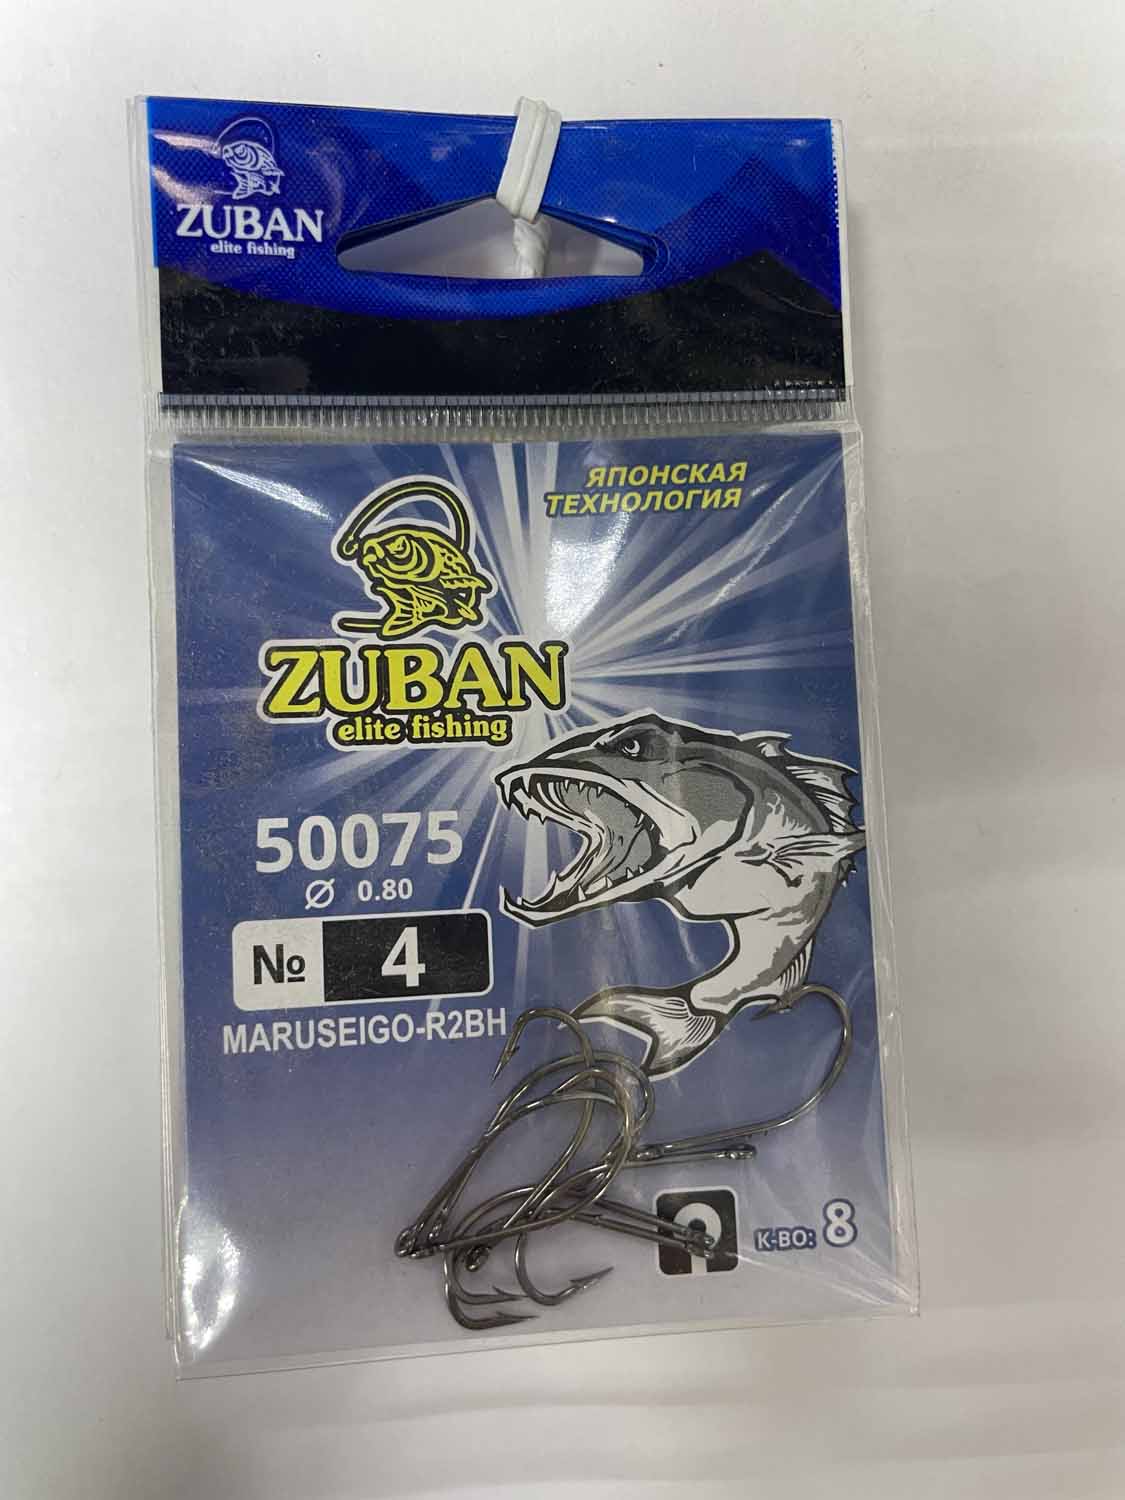 ZUBAN
elite fishing
ЯПОНСКАЯ
ТЕХНОЛОГИЯ
ZUBAN
elite fishing
50075
Ø 0.80
№ 4
MARUSEIGO-R2BH
К-ВО: 8